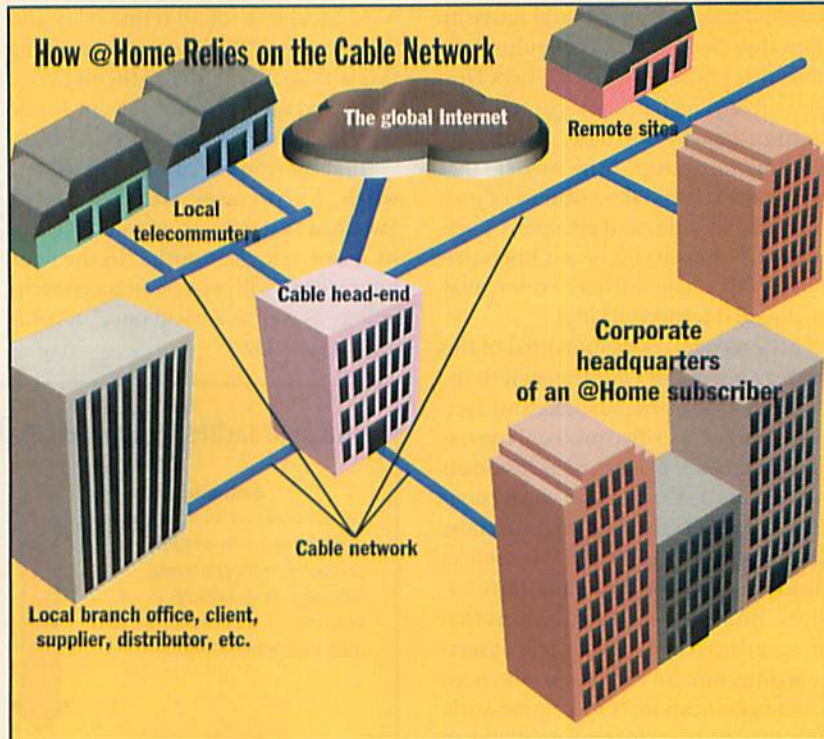 How @Home Relies on the Cable Network
The global Internet
Remote sites
Local
telecommuters
Cable head-end
Corporate
headquarters
of an @Home subscriber
Cable network
Local branch office, client,
supplier, distributor, etc.